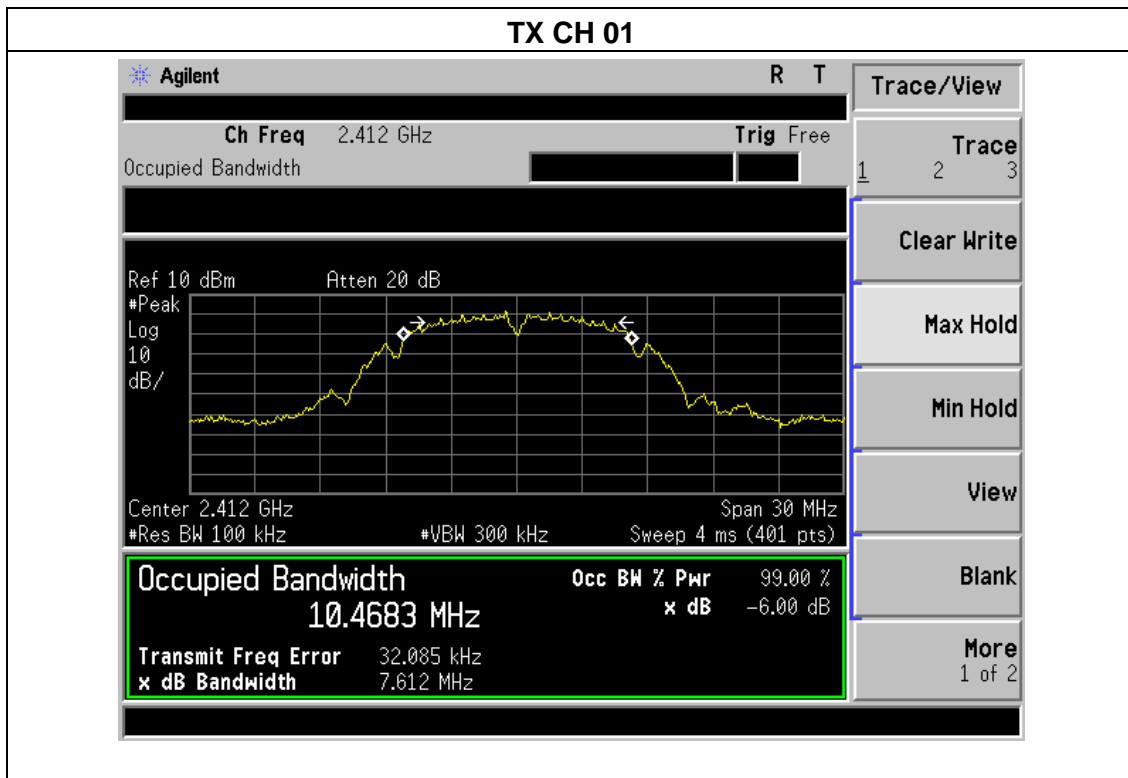 TX CH 01
Agilent R T
Trace/View
Ch Freq 2.412 GHz Trig Free
Occupied Bandwidth
Trace
1 2 3
Clear Write
Ref 10 dBm Atten 20 dB
#Peak
Log
10
dB/
Max Hold
Min Hold
Center 2.412 GHz Span 30 MHz
#Res BW 100 kHz #VBW 300 kHz Sweep 4 ms (401 pts)
View
Occupied Bandwidth
10.4683 MHz
Occ BW % Pwr 99.00 %
x dB -6.00 dB
Blank
Transmit Freq Error 32.085 kHz
x dB Bandwidth 7.612 MHz
More
1 of 2